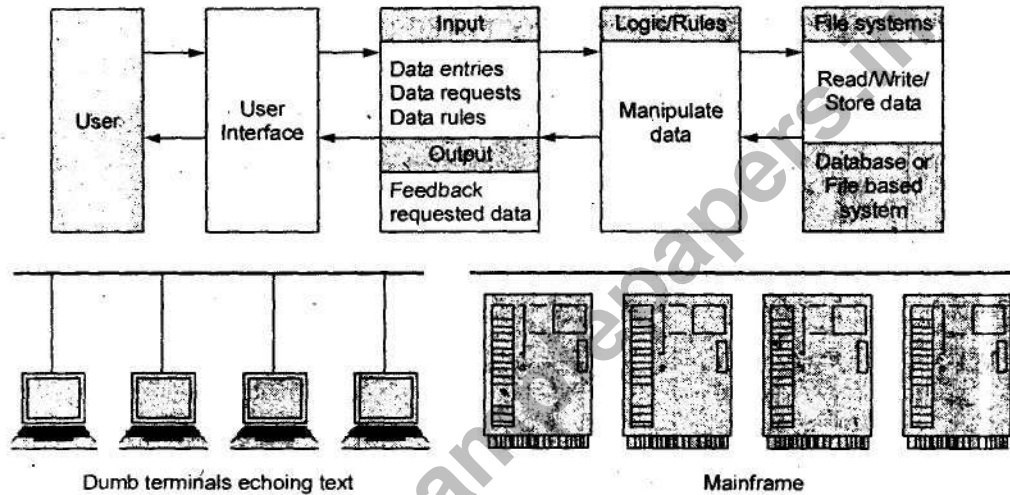 User
User
Interface
Input
Data entries
Data requests
Data rules
Output
Feedback
requested data
Logic/Rules
Manipulate
data
File systems
Read/Write/
Store data
Database or
File based
system
Dumb terminals echoing text
Mainframe